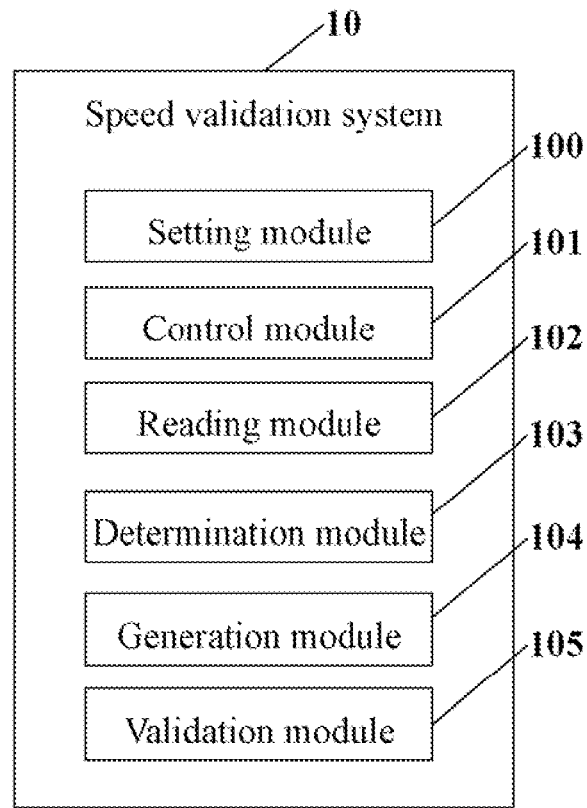 10
Speed validation system
100
Setting module
101
Control module
102
Reading module
103
Determination module
104
Generation module
105
Validation module